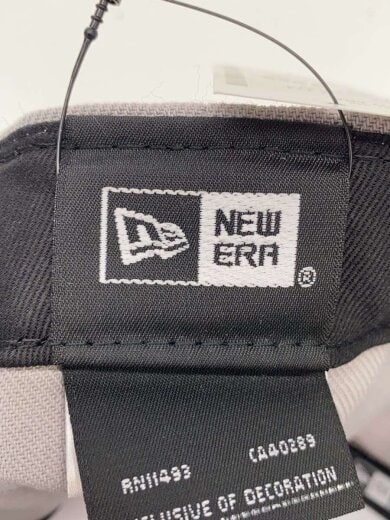 NEW
ERA
®
RN11493 CA40289
EXCLUSIVE OF DECORATION